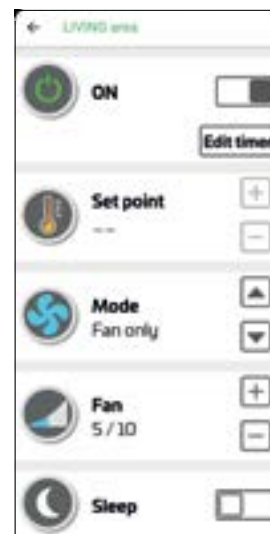 LIVING area
ON
Edit timer
Set point
--
Mode
Fan only
Fan
5 / 10
Sleep